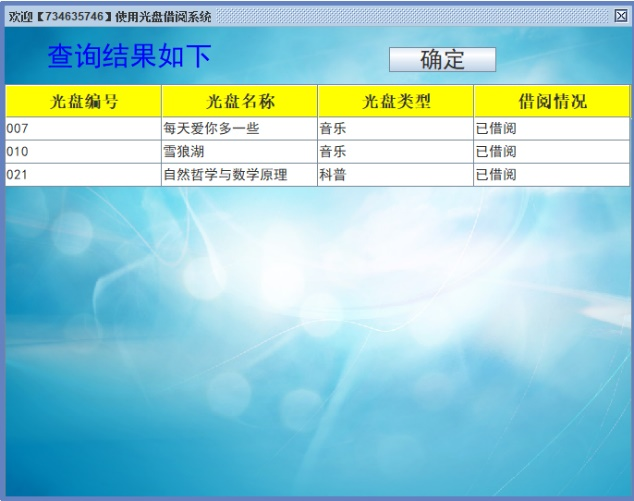 欢迎【734635746】使用光盘借阅系统
查询结果如下 确定
光盘编号 光盘名称 光盘类型 借阅情况
007 每天爱你多一些 音乐 已借阅
010 雪狼湖 音乐 已借阅
021 自然哲学与数学原理 科普 已借阅